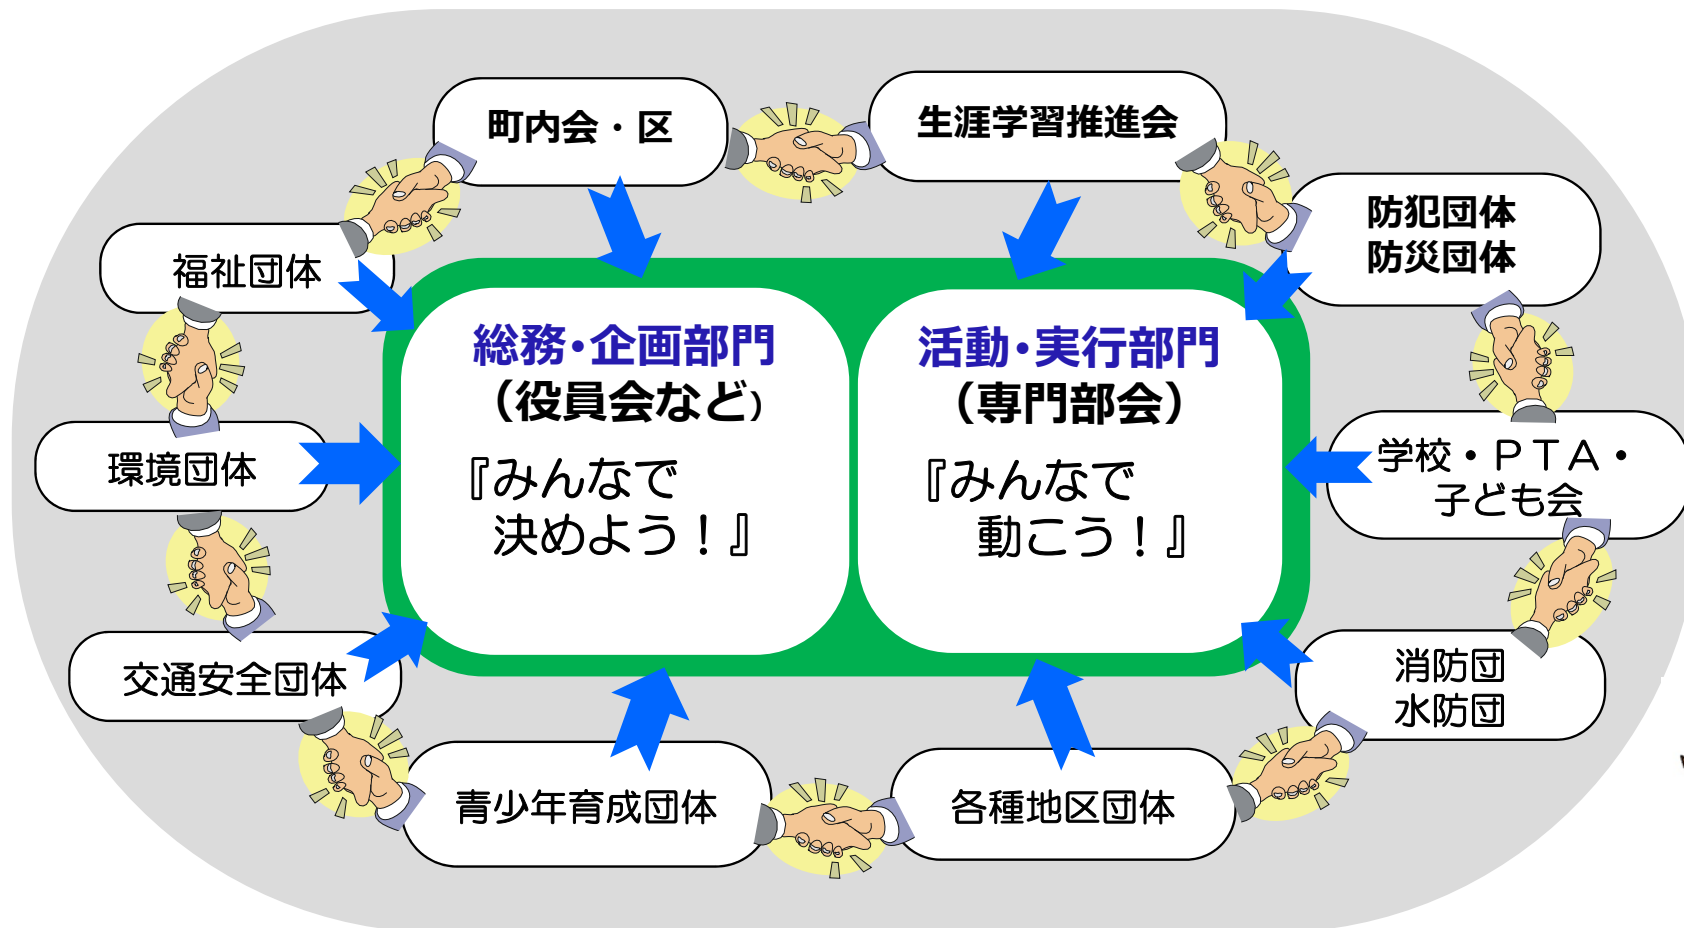 町内会・区
生涯学習推進会
防犯団体
防災団体
福祉団体
総務・企画部門
（役員会など）
『みんなで
決めよう！』
活動・実行部門
（専門部会）
『みんなで
動こう！』
環境団体
学校・ＰＴＡ・
子ども会
交通安全団体
消防団
水防団
青少年育成団体
各種地区団体